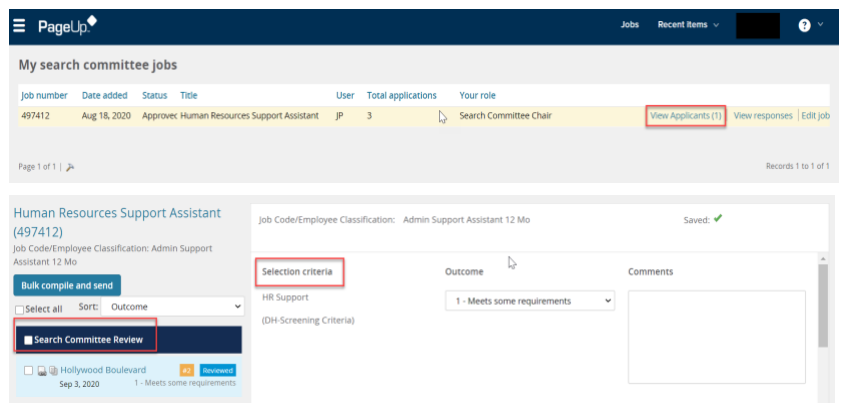 PageUp.
Jobs Recent Items ?
My search committee jobs
Job number Date added Status Title User Total applications Your role
497412 Aug 18, 2020 Approvec Human Resources Support Assistant JP 3 Search Committee Chair View Applicants (1) View responses Edit job
Page 1 of 1 Records 1 to 1 of 1
Human Resources Support Assistant
(497412)
Job Code/Employee Classification: Admin Support
Assistant 12 Mo
Bulk compile and send
Select all Sort: Outcome
Search Committee Review
Hollywood Boulevard #2 Reviewed
Sep 3, 2020 1 - Meets some requirements
Job Code/Employee Classification: Admin Support Assistant 12 Mo Saved:
Selection criteria Outcome Comments
HR Support 1 - Meets some requirements
(DH-Screening Criteria)